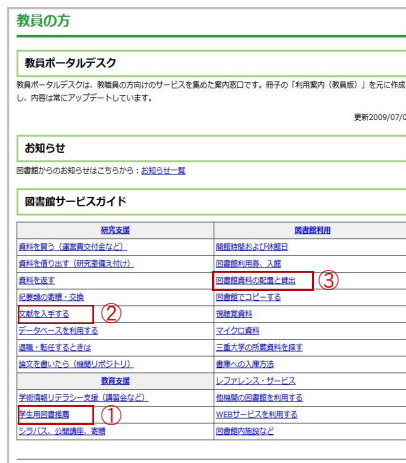 教員の方
教員ポータルデスク
教員ポータルデスクは、教職員の方向けのサービスを集めた案内窓口です。冊子の「利用案内（教員版）」を元に作成
し、内容は常にアップデートしています。
更新2009/07/0
お知らせ
図書館からのお知らせはこちらから：お知らせ一覧
図書館サービスガイド
研究支援
資料を買う（運営費交付金など）
資料を借り出す（研究室備え付け）
資料を返す
紀要類の寄贈・交換
文献を入手する ②
データベースを利用する
退職・転任するときは
論文を書いたら（機関リポジトリ）
教育支援
学術情報リテラシー支援（講習会など）
学生用図書推薦 ①
シラバス、公開講座、寄贈
図書館利用
開館時間および休館日
図書館利用券、入館
図書館資料の配置と貸出 ③
図書館でコピーする
視聴覚資料
マイクロ資料
三重大学の所蔵資料を探す
書庫への入庫方法
レファレンス・サービス
他機関の図書館を利用する
WEBサービスを利用する
図書館内施設など